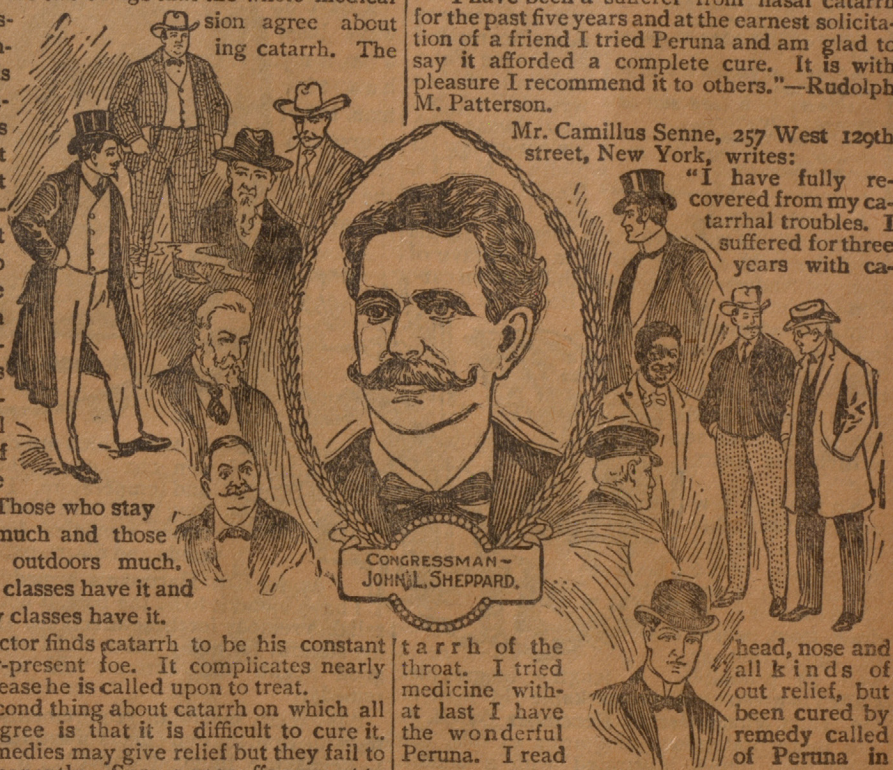 sion agree about
ing catarrh. The
Those who stay
much and those
outdoors much.
classes have it and
classes have it.
ctor finds catarrh to be his constant
-present foe. It complicates nearly
ease he is called upon to treat.
cond thing about catarrh on which all
gree is that it is difficult to cure it.
medies may give relief but they fail to
for the past five years and at the earnest solicita-
tion of a friend I tried Peruna and am glad to
say it afforded a complete cure. It is with
pleasure I recommend it to others."—Rudolph
M. Patterson.
Mr. Camillus Senne, 257 West 129th
street, New York, writes:
"I have fully re-
covered from my ca-
tarrhal troubles. I
suffered for three
years with ca-
CONGRESSMAN~
JOHN L. SHEPPARD.
tarrh of the head, nose and
throat. I tried all kinds of
medicine with- out relief, but
at last I have been cured by
the wonderful remedy called
Peruna. I read of Peruna in